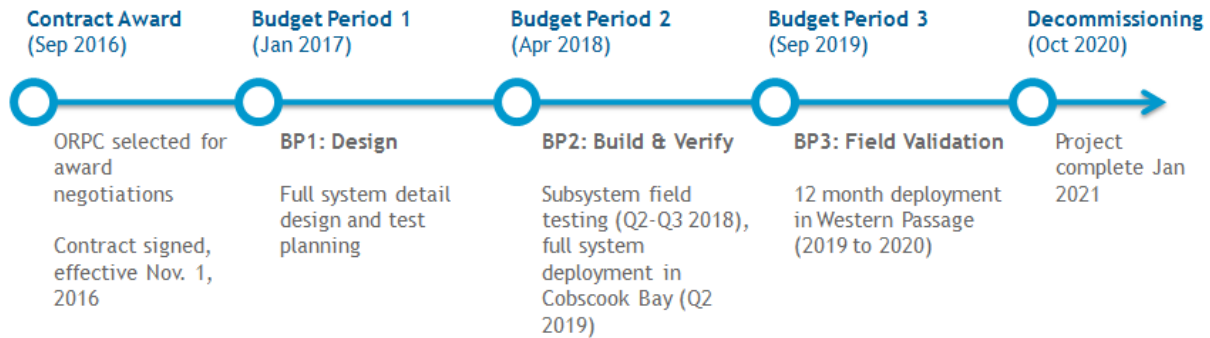 Contract Award
(Sep 2016)
Budget Period 1
(Jan 2017)
Budget Period 2
(Apr 2018)
Budget Period 3
(Sep 2019)
Decommissioning
(Oct 2020)
ORPC selected for
award
negotiations
Contract signed,
effective Nov. 1,
2016
BP1: Design
Full system detail
design and test
planning
BP2: Build & Verify
Subsystem field
testing (Q2-Q3 2018),
full system
deployment in
Cobscook Bay (Q2
2019)
BP3: Field Validation
12 month deployment
in Western Passage
(2019 to 2020)
Project
complete Jan
2021